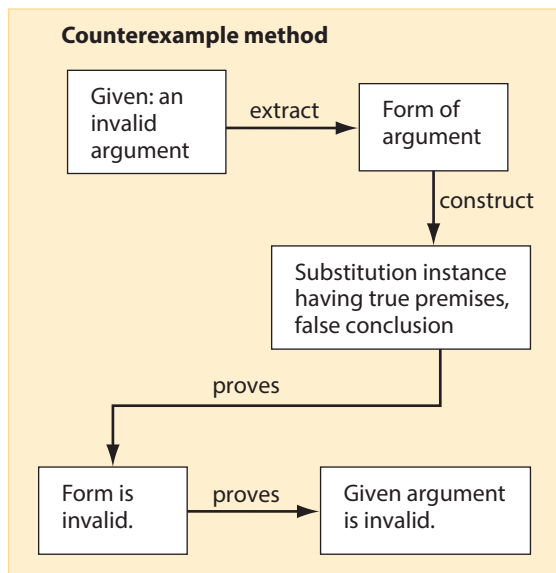 Counterexample method
Given: an
invalid
argument
extract
Form of
argument
construct
Substitution instance
having true premises,
false conclusion
proves
Form is
invalid.
proves
Given argument
is invalid.